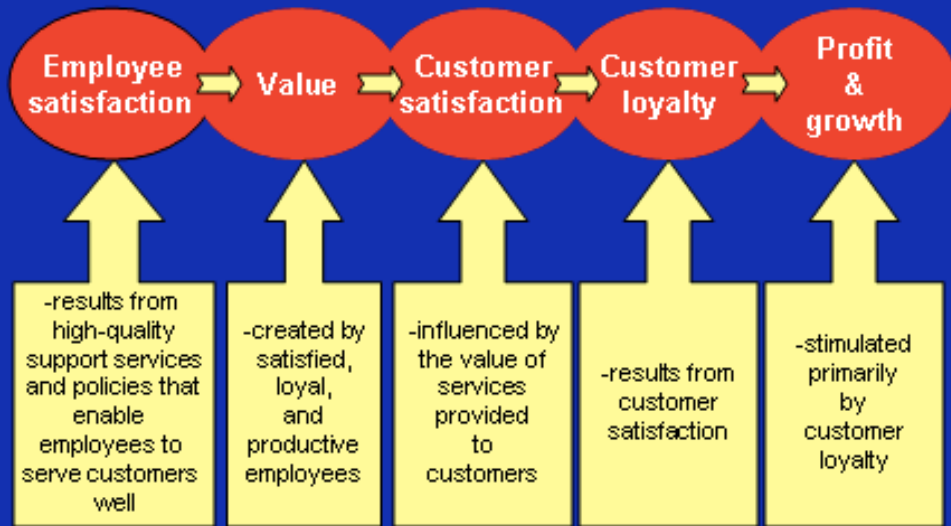 Employee
satisfaction
Value
Customer
satisfaction
Customer
loyalty
Profit
&
growth
-results from
high-quality
support services
and policies that
enable
employees to
serve customers
well
-created by
satisfied,
loyal,
and
productive
employees
-influenced by
the value of
services
provided
to
customers
-results from
customer
satisfaction
-stimulated
primarily
by
customer
loyalty